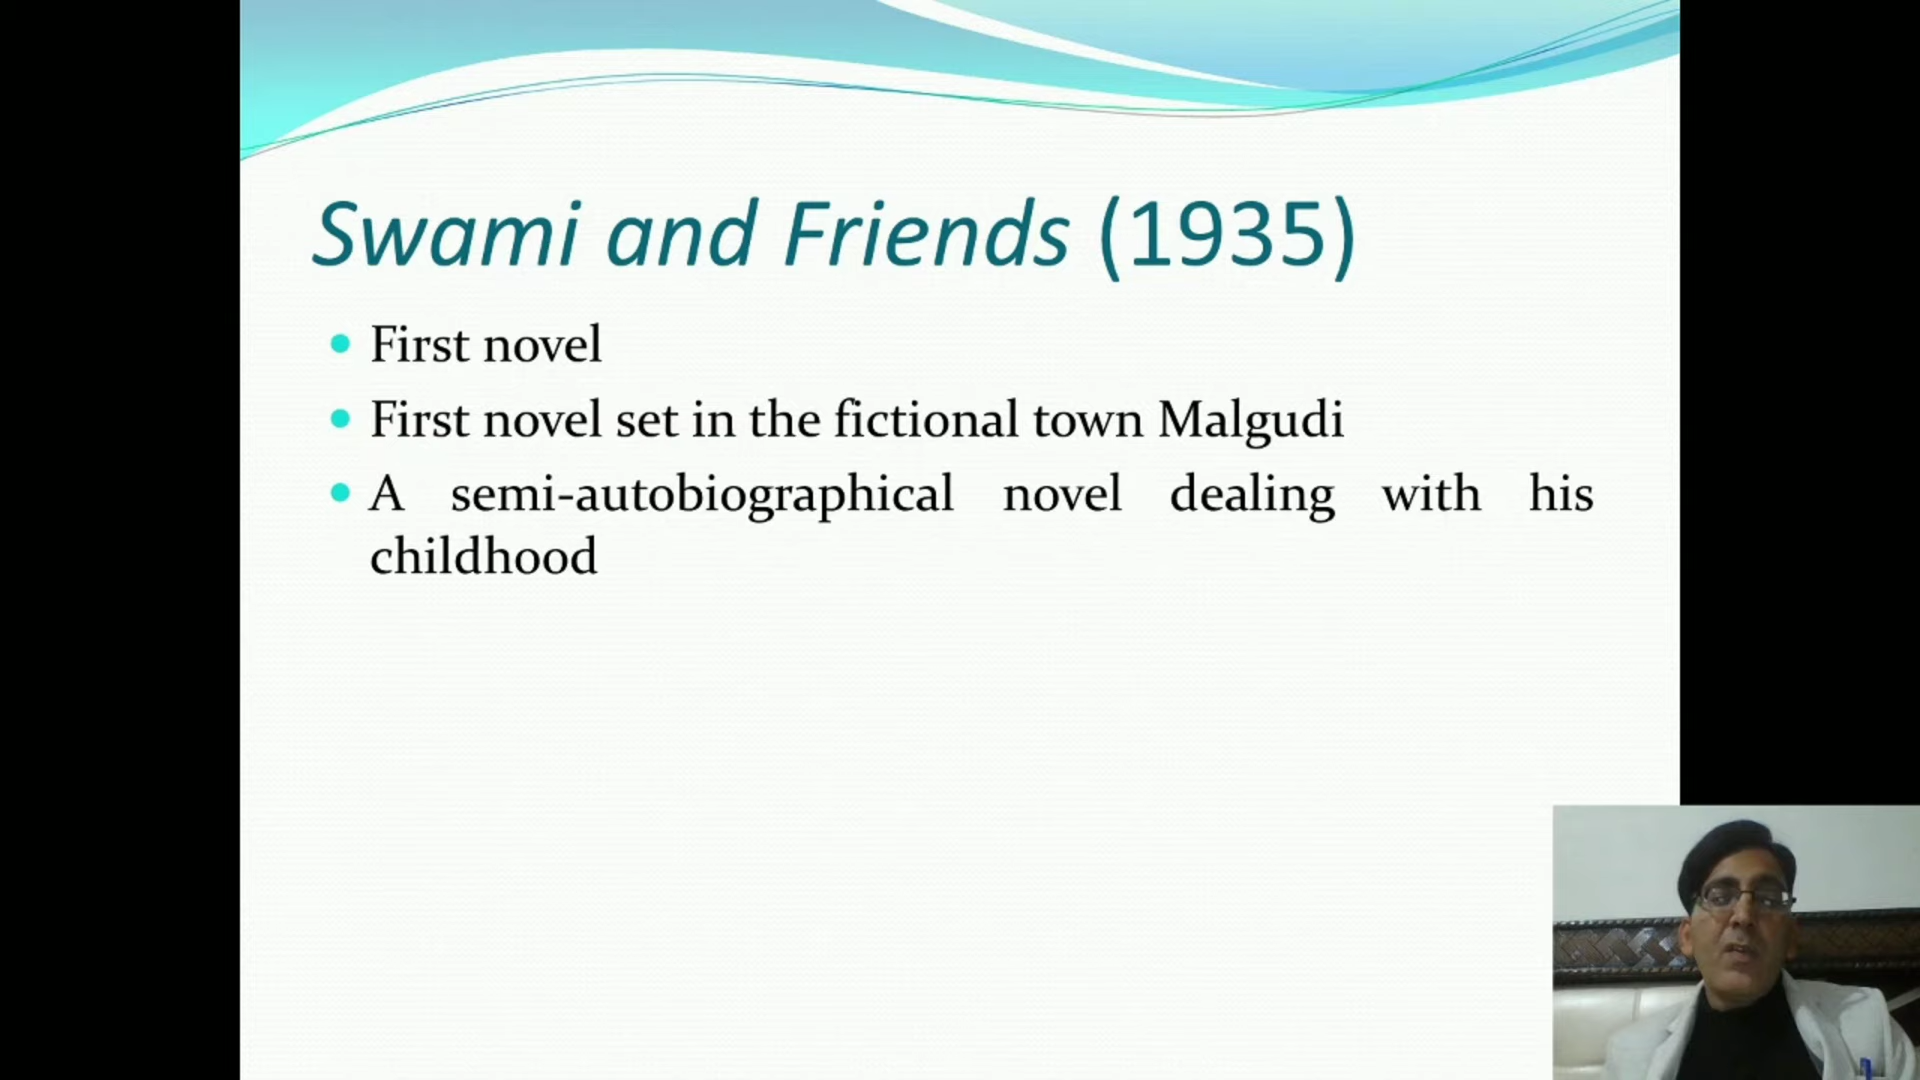 Swami and Friends (1935)
First novel
First novel set in the fictional town Malgudi
A semi-autobiographical novel dealing with his
childhood